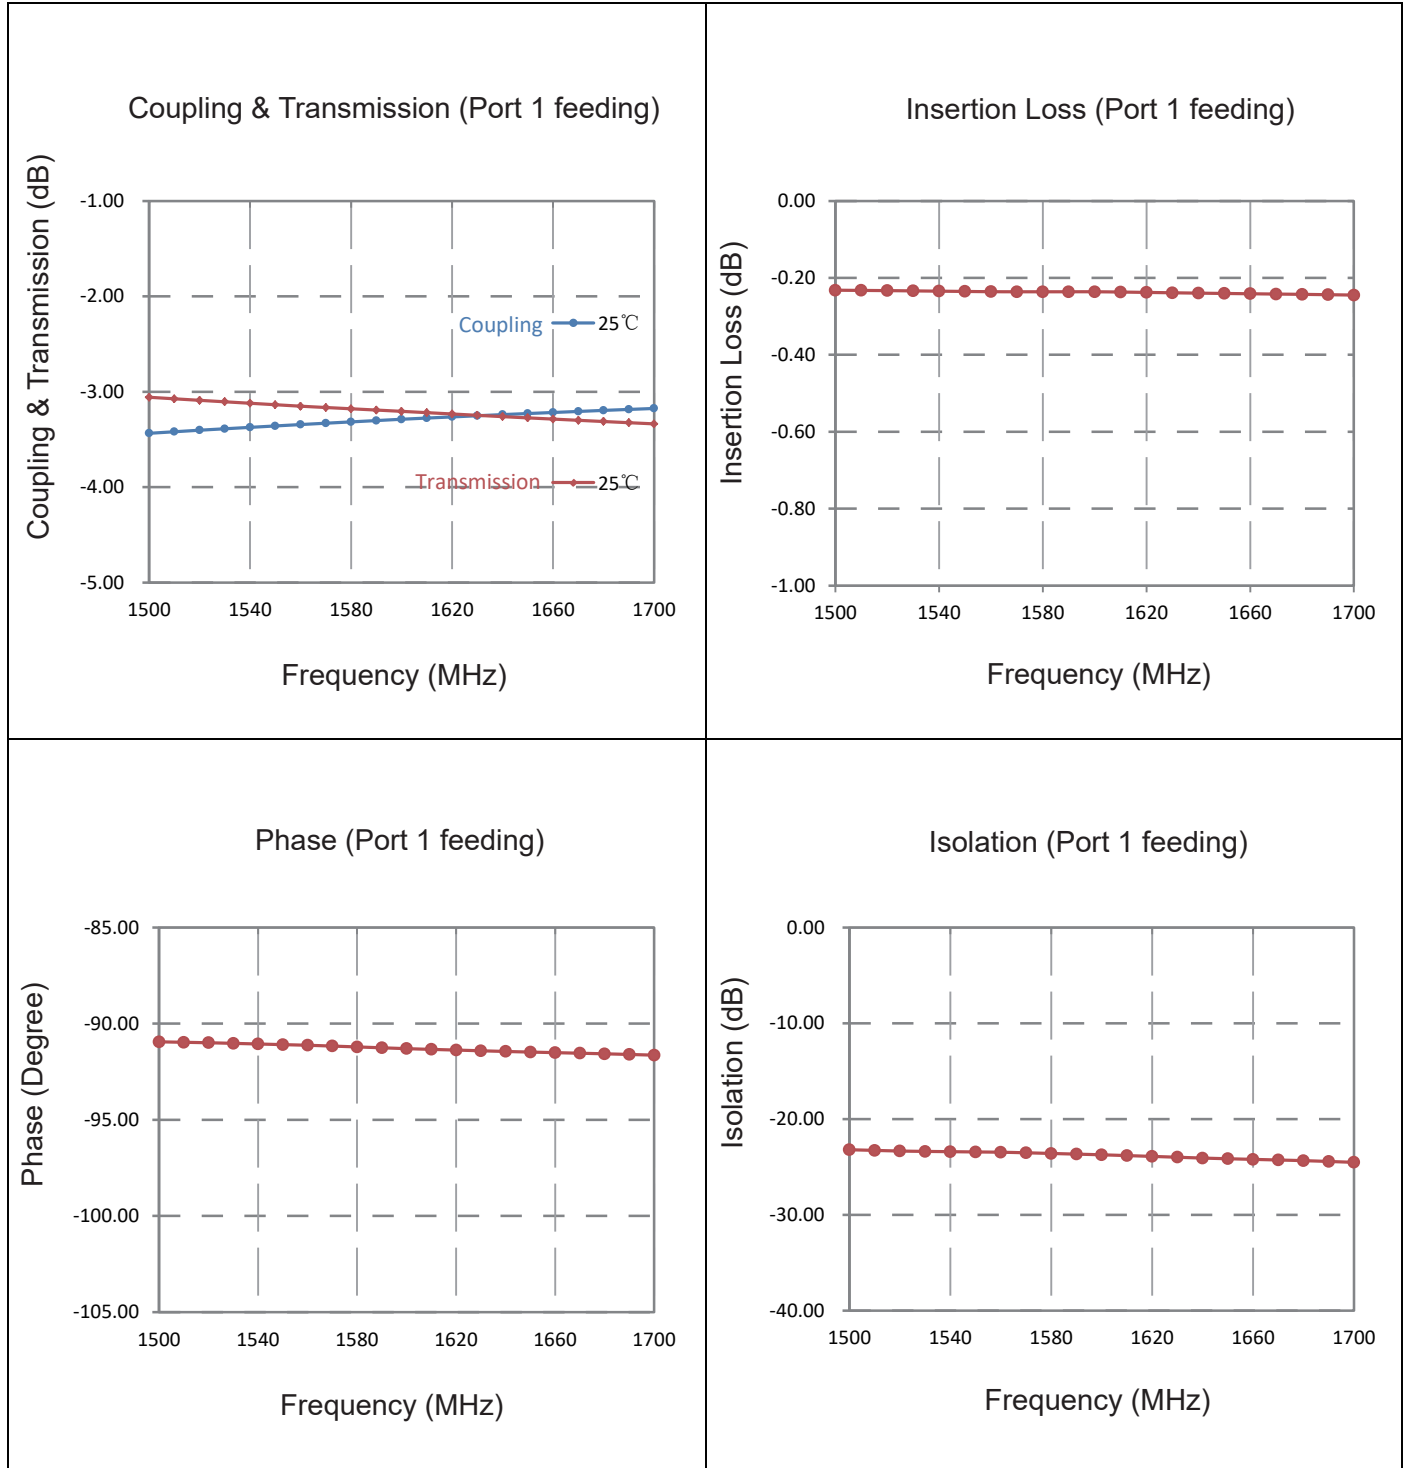 Coupling & Transmission (Port 1 feeding)
Coupling & Transmission (dB)
-1.00
-2.00
-3.00
-4.00
-5.00
Coupling 25℃
Transmission 25℃
1500 1540 1580 1620 1660 1700
Frequency (MHz)
Insertion Loss (Port 1 feeding)
Insertion Loss (dB)
0.00
-0.20
-0.40
-0.60
-0.80
-1.00
1500 1540 1580 1620 1660 1700
Frequency (MHz)
Phase (Port 1 feeding)
Phase (Degree)
-85.00
-90.00
-95.00
-100.00
-105.00
1500 1540 1580 1620 1660 1700
Frequency (MHz)
Isolation (Port 1 feeding)
Isolation (dB)
0.00
-10.00
-20.00
-30.00
-40.00
1500 1540 1580 1620 1660 1700
Frequency (MHz)